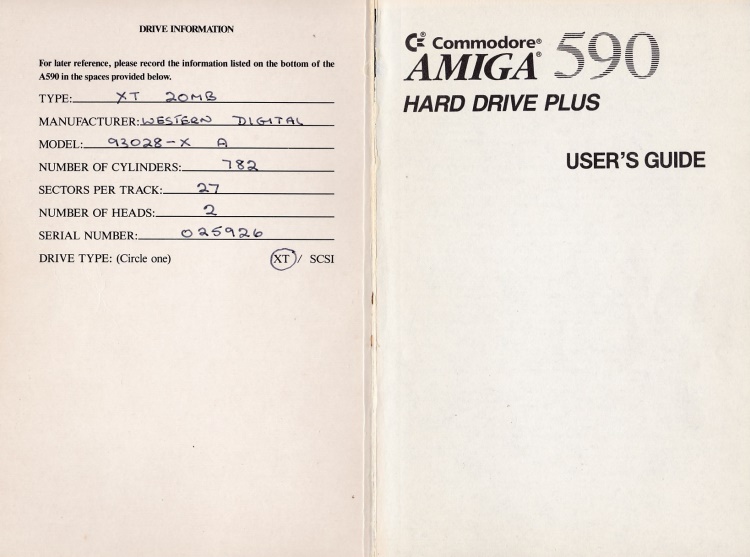 DRIVE INFORMATION
For later reference, please record the information listed on the bottom of the
A590 in the spaces provided below.
TYPE: XT 20MB
MANUFACTURER: WESTERN DIGITAL
MODEL: 93028-X A
NUMBER OF CYLINDERS: 782
SECTORS PER TRACK: 27
NUMBER OF HEADS: 2
SERIAL NUMBER: 025926
DRIVE TYPE: (Circle one) XT / SCSI
Commodore®
AMIGA® 590
HARD DRIVE PLUS
USER'S GUIDE